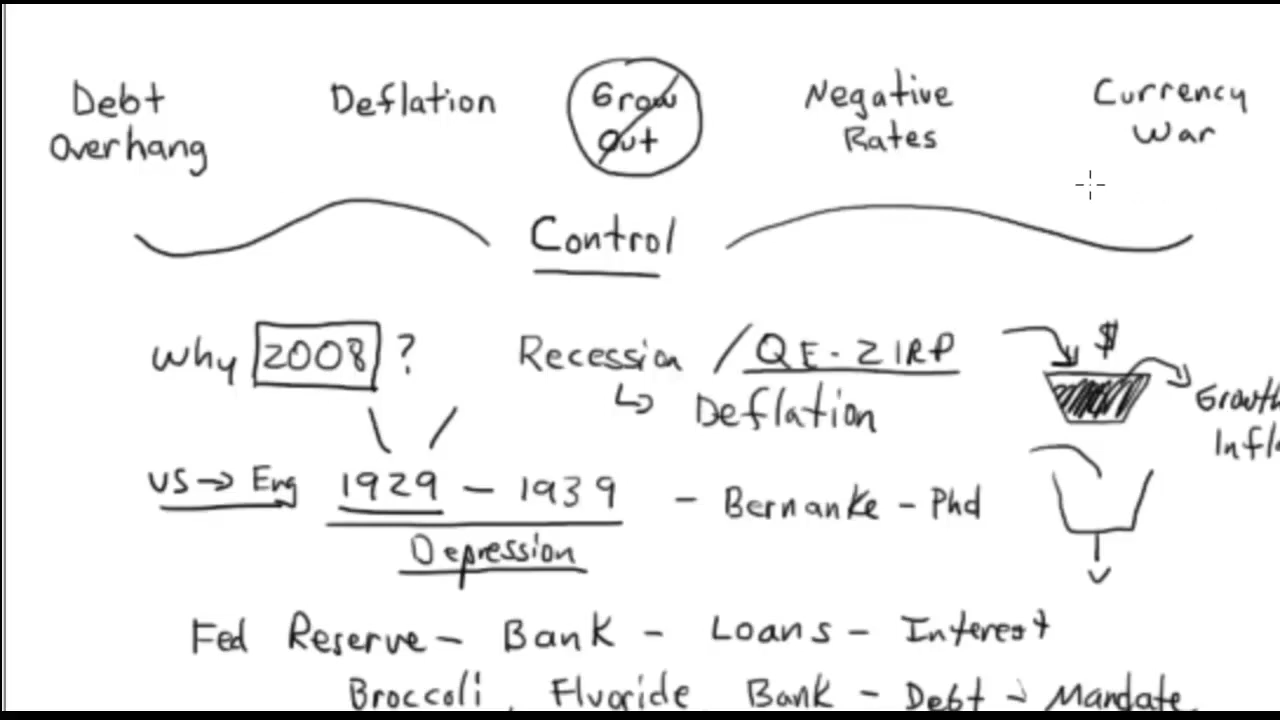 Debt Overhang
Deflation
Grow Out
Negative Rates
Currency War
Control
Why 2008?
Recession / QE - ZIRP
↳ Deflation
$
Growth
Infl
US → Eng 1929 – 1939 - Bernanke - Phd
Depression
Fed Reserve - Bank - Loans - Interest
Broccoli, Fluoride Bank - Debt → Mandate